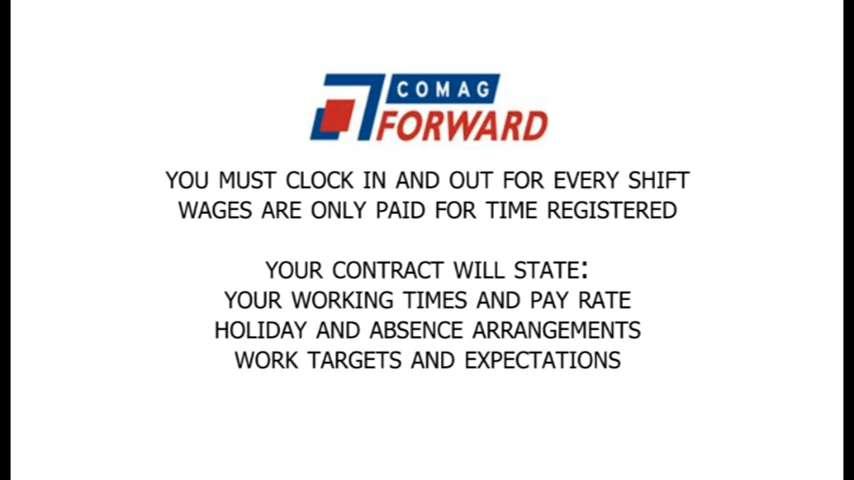 COMAG
FORWARD
YOU MUST CLOCK IN AND OUT FOR EVERY SHIFT
WAGES ARE ONLY PAID FOR TIME REGISTERED
YOUR CONTRACT WILL STATE:
YOUR WORKING TIMES AND PAY RATE
HOLIDAY AND ABSENCE ARRANGEMENTS
WORK TARGETS AND EXPECTATIONS